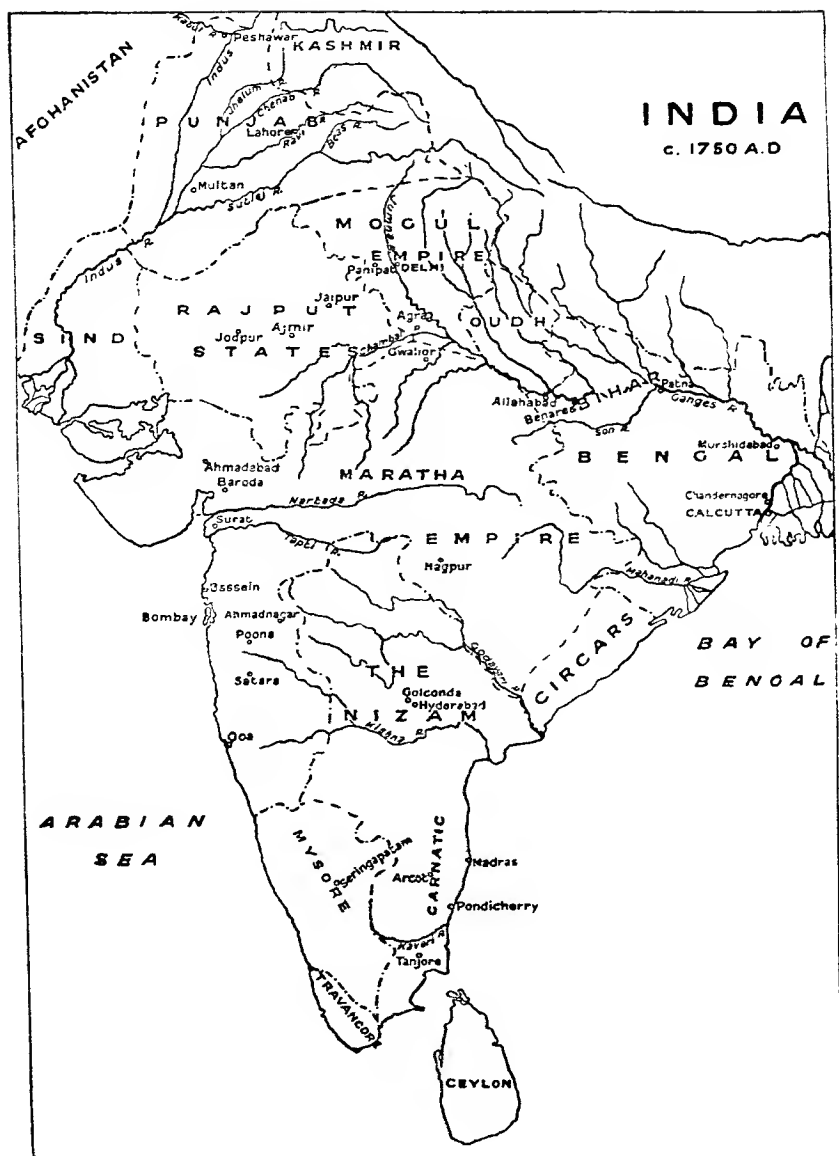 INDIA
c. 1750 A.D
AFGHANISTAN
Kabul R.
Peshawar
KASHMIR
Indus
Jhelum R.
Chenab R.
PUNJAB
Lahore
Ravi R.
Beas R.
Multan
Sutlej R.
Indus R.
MOGUL
EMPIRE
Panipat
DELHI
RAJPUT
STATES
Jaipur
Ajmir
Jodpur
SIND
Agra
OUDH
Chambal R.
Gwalior
Allahabad
Benares
BIHAR
Patna
Ganges R.
Son R.
Murshidabad
BENGAL
Chandernagore
CALCUTTA
Ahmadabad
Baroda
MARATHA
EMPIRE
Narbada R.
Surat
Tapti R.
Nagpur
Mahanadi R.
Bassein
Bombay
Ahmadnagar
Poona
Satara
THE
NIZAM
Godavari R.
Golconda
Hyderabad
Kistna R.
CIRCARS
BAY OF
BENGAL
Goa
ARABIAN
SEA
MYSORE
Seringapatam
Arcot
CARNATIC
Madras
Pondicherry
Kaveri R.
Tanjore
TRAVANCORE
CEYLON